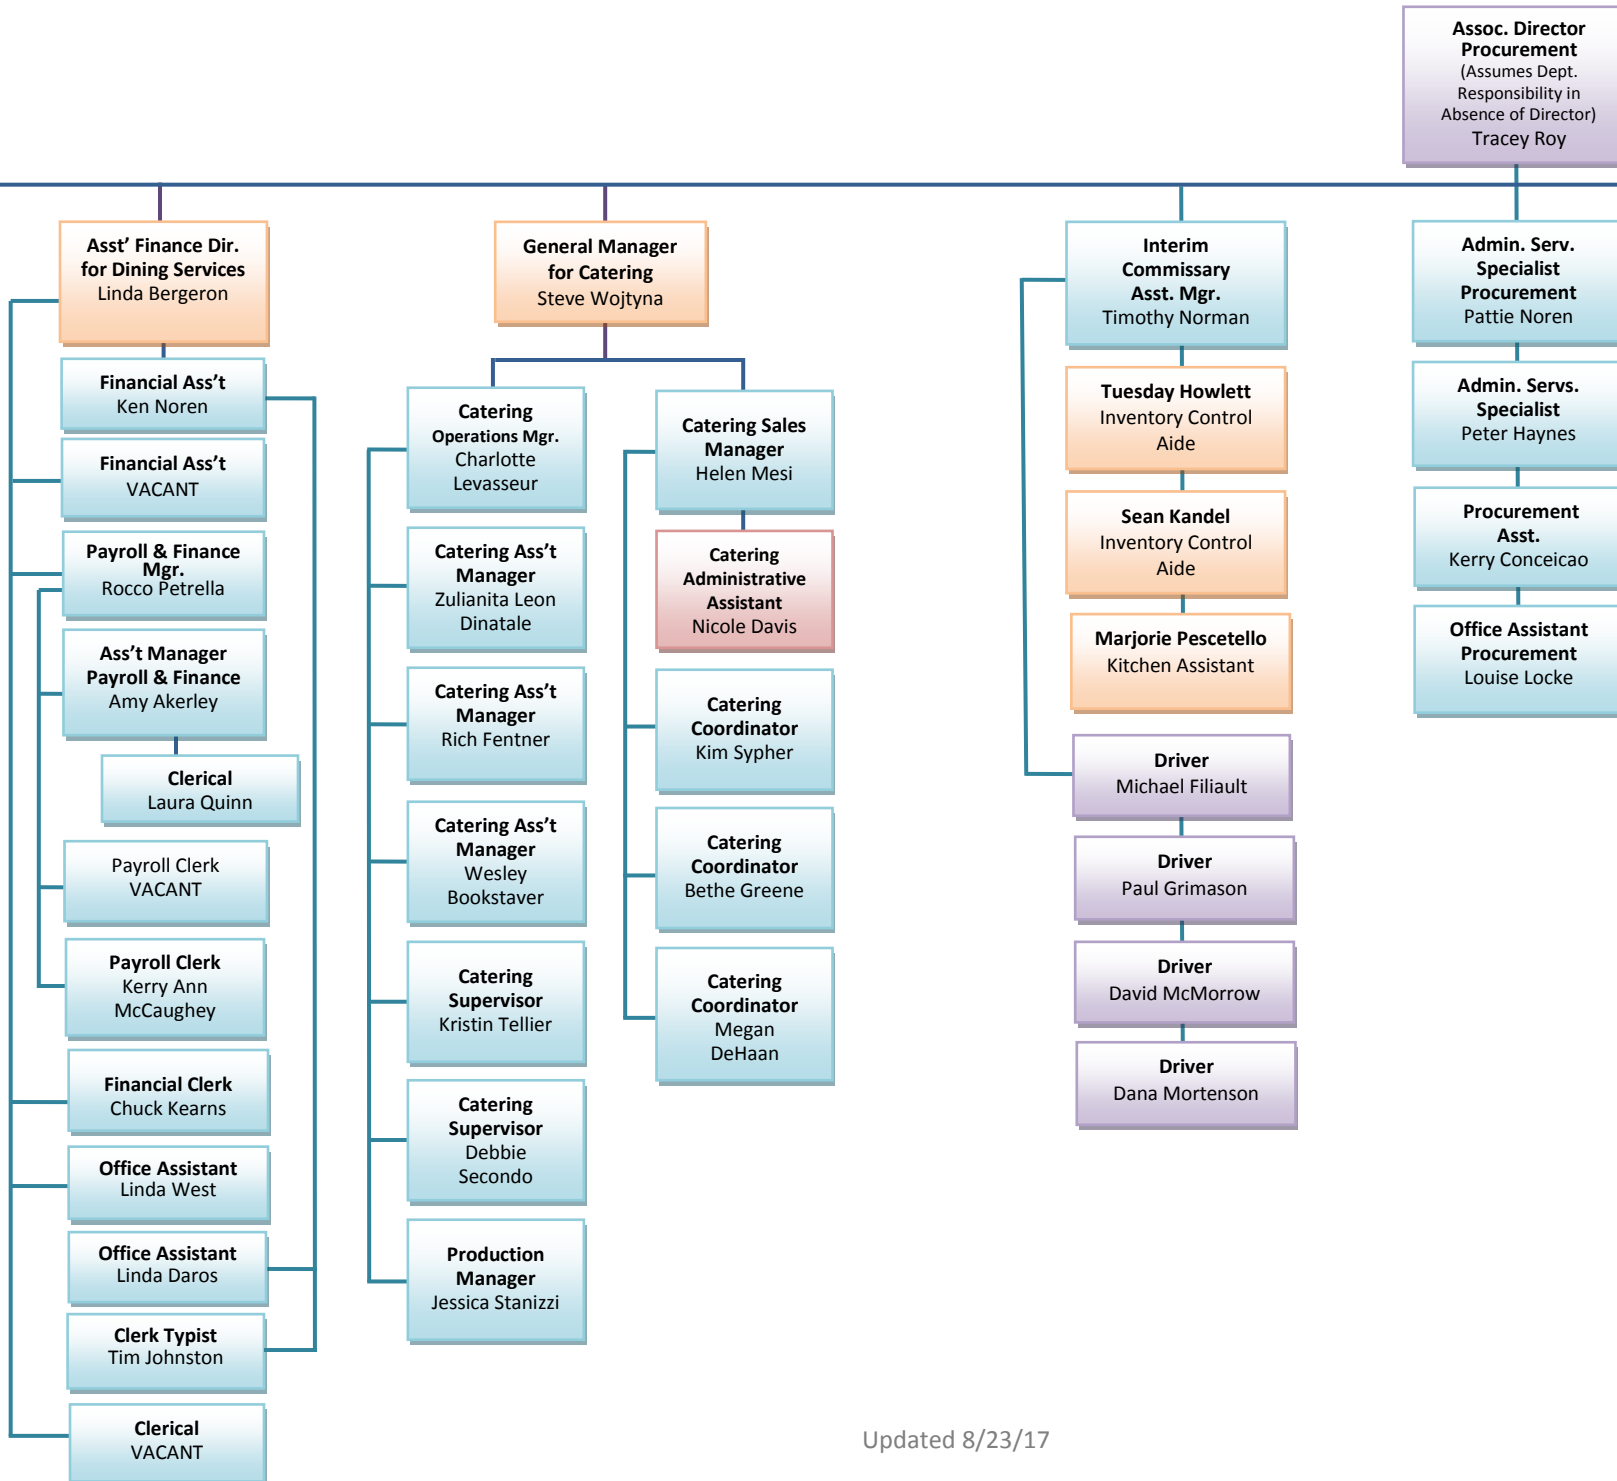 Assoc. Director
Procurement
(Assumes Dept.
Responsibility in
Absence of Director)
Tracey Roy
Asst' Finance Dir.
for Dining Services
Linda Bergeron
Financial Ass't
Ken Noren
Financial Ass't
VACANT
Payroll & Finance
Mgr.
Rocco Petrella
Ass't Manager
Payroll & Finance
Amy Akerley
Clerical
Laura Quinn
Payroll Clerk
VACANT
Payroll Clerk
Kerry Ann
McCaughey
Financial Clerk
Chuck Kearns
Office Assistant
Linda West
Office Assistant
Linda Daros
Clerk Typist
Tim Johnston
Clerical
VACANT
General Manager
for Catering
Steve Wojtyna
Catering
Operations Mgr.
Charlotte
Levasseur
Catering Ass't
Manager
Zulianita Leon
Dinatale
Catering Ass't
Manager
Rich Fentner
Catering Ass't
Manager
Wesley
Bookstaver
Catering
Supervisor
Kristin Tellier
Catering
Supervisor
Debbie
Secondo
Production
Manager
Jessica Stanizzi
Catering Sales
Manager
Helen Mesi
Catering
Administrative
Assistant
Nicole Davis
Catering
Coordinator
Kim Sypher
Catering
Coordinator
Bethe Greene
Catering
Coordinator
Megan
DeHaan
Interim
Commissary
Asst. Mgr.
Timothy Norman
Tuesday Howlett
Inventory Control
Aide
Sean Kandel
Inventory Control
Aide
Marjorie Pescetello
Kitchen Assistant
Driver
Michael Filiault
Driver
Paul Grimason
Driver
David McMorrow
Driver
Dana Mortenson
Admin. Serv.
Specialist
Procurement
Pattie Noren
Admin. Servs.
Specialist
Peter Haynes
Procurement
Asst.
Kerry Conceicao
Office Assistant
Procurement
Louise Locke
Updated 8/23/17